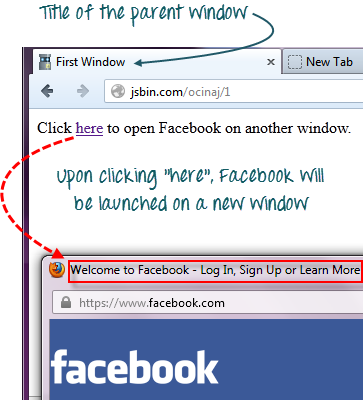 Title of the parent window
First Window
New Tab
jsbin.com/ocinaj/1
Click here to open Facebook on another window.
Upon clicking "here", Facebook will
be launched on a new window
Welcome to Facebook - Log In, Sign Up or Learn More
https://www.facebook.com
facebook